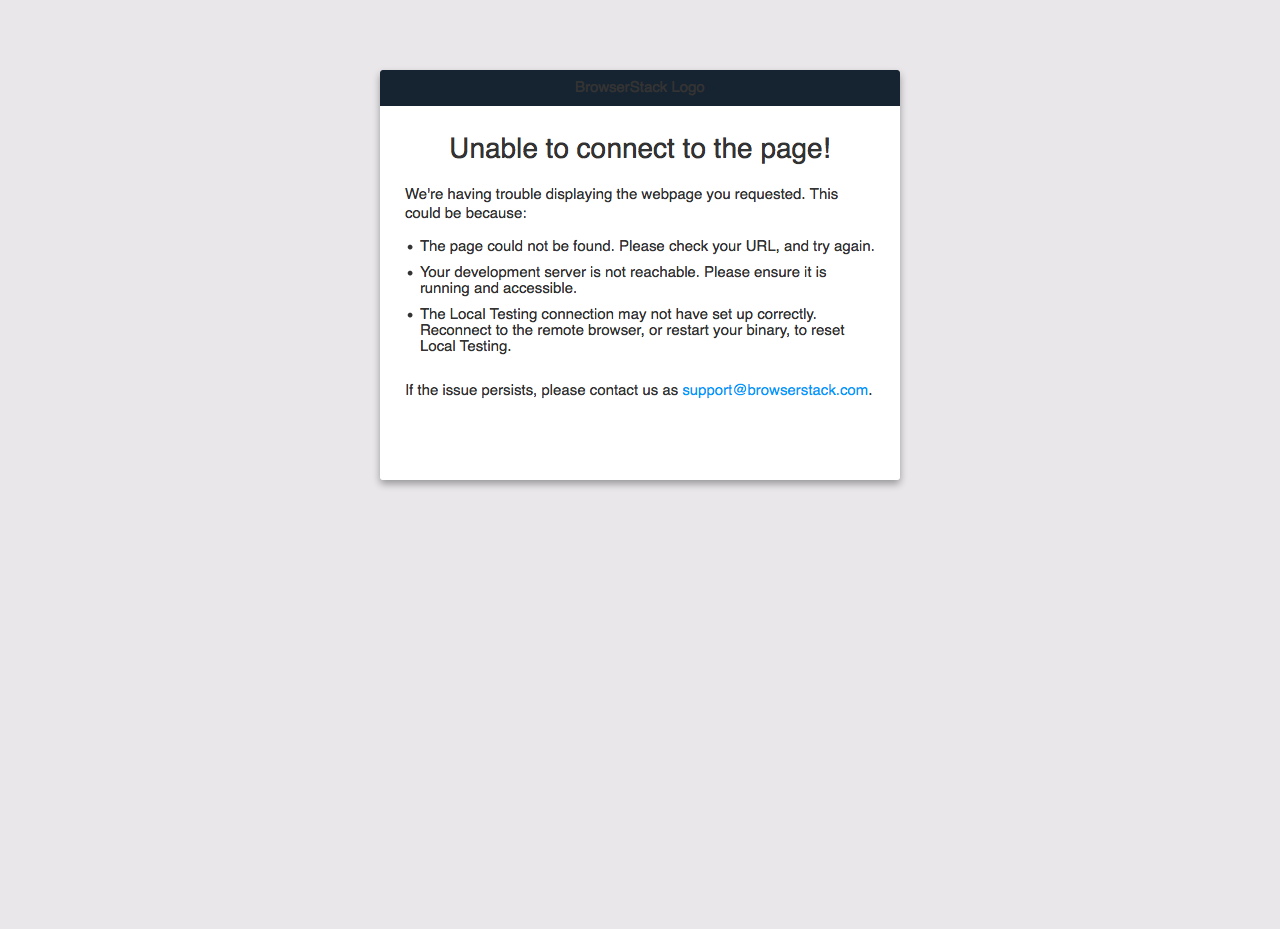 BrowserStack Logo
Unable to connect to the page!
We're having trouble displaying the webpage you requested. This
could be because:
• The page could not be found. Please check your URL, and try again.
• Your development server is not reachable. Please ensure it is
running and accessible.
• The Local Testing connection may not have set up correctly.
Reconnect to the remote browser, or restart your binary, to reset
Local Testing.
If the issue persists, please contact us as support@browserstack.com.